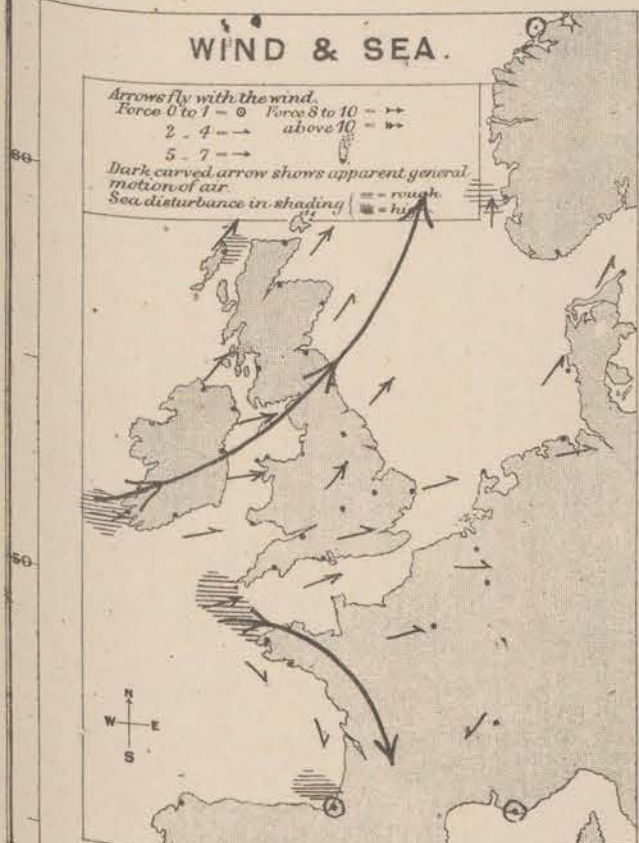 WIND & SEA.
Arrows fly with the wind.
Force 0 to 1 = Force 8 to 10 =
2 - 4 = above 10 =
5 - 7 =
Dark curved arrow shows apparent general
motion of air.
Sea disturbance in shading { = rough
= high
60
50
N
W E
S